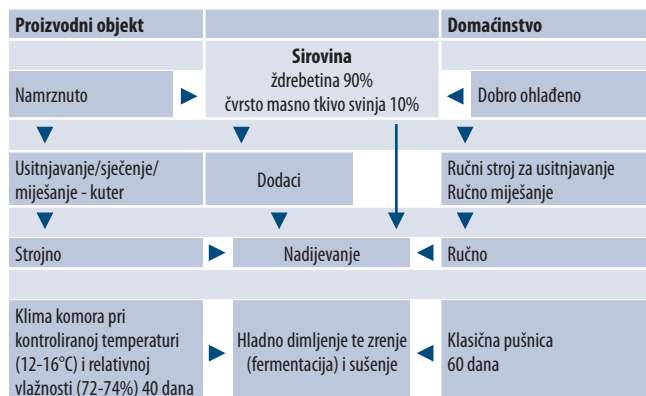 Proizvodni objekt
Domaćinstvo
Sirovina
ždrebetina 90%
čvrsto masno tkivo svinja 10%
Namrznuto
Dobro ohlađeno
Usitnjavanje/sječenje/
miješanje - kuter
Dodaci
Ručni stroj za usitnjavanje
Ručno miješanje
Strojno
Nadijevanje
Ručno
Klima komora pri
kontroliranoj temperaturi
(12-16°C) i relativnoj
vlažnosti (72-74%) 40 dana
Hladno dimljenje te zrenje
(fermentacija) i sušenje
Klasična pušnica
60 dana